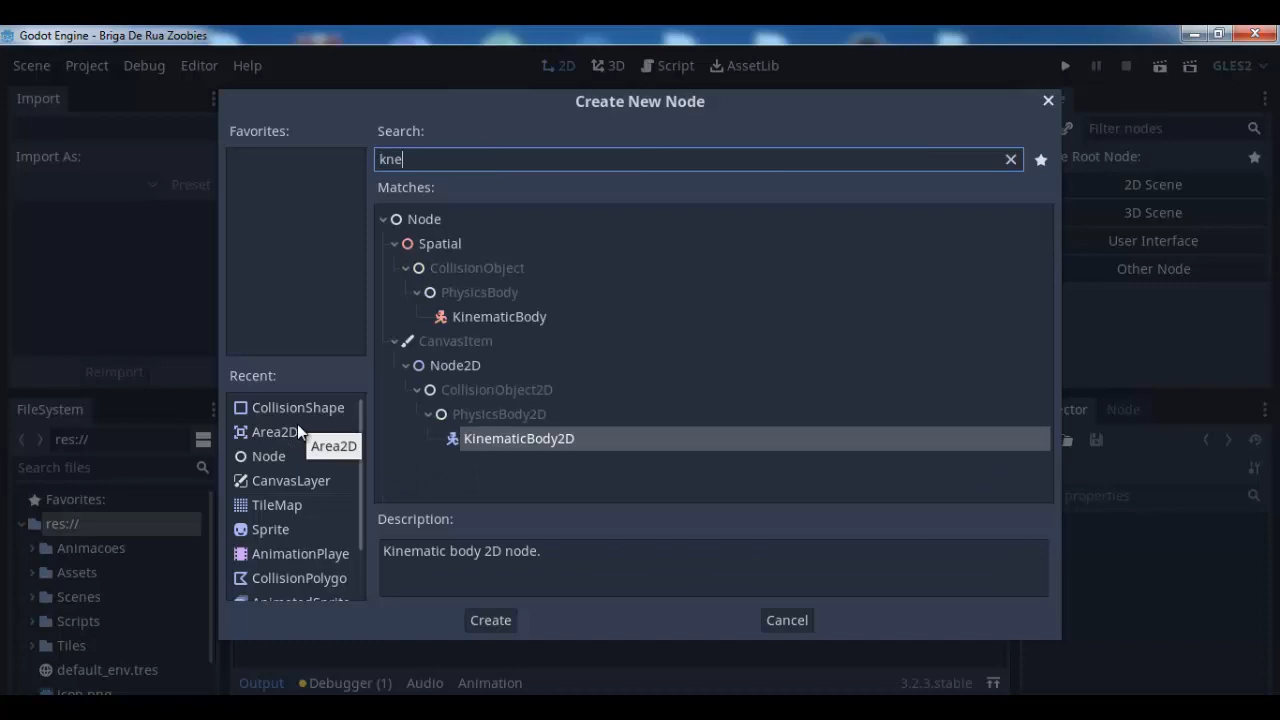 Godot Engine - Briga De Rua Zoobies
Scene Project Debug Editor Help 2D 3D Script AssetLib GLES2
Import
Create New Node
Favorites:
Search:
Filter nodes
kne
Import As:
e Root Node:
Preset
Matches:
2D Scene
3D Scene
User Interface
Other Node
Node
Spatial
CollisionObject
PhysicsBody
KinematicBody
CanvasItem
Node2D
CollisionObject2D
PhysicsBody2D
KinematicBody2D
Reimport
Recent:
CollisionShape
Area2D
Area2D
Node
CanvasLayer
TileMap
Sprite
AnimationPlaye
CollisionPolygo
AnimatedSprite
FileSystem
ector Node
res://
Search files
Favorites:
res://
Animacoes
Assets
Scenes
Scripts
Tiles
default_env.tres
icon.png
properties
Description:
Kinematic body 2D node.
Create Cancel
Output Debugger (1) Audio Animation 3.2.3.stable